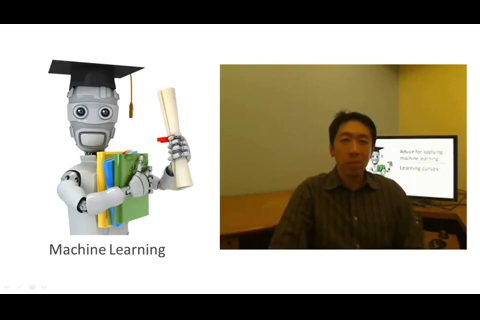 Machine Learning
Advice for applying
machine learning
Learning curves